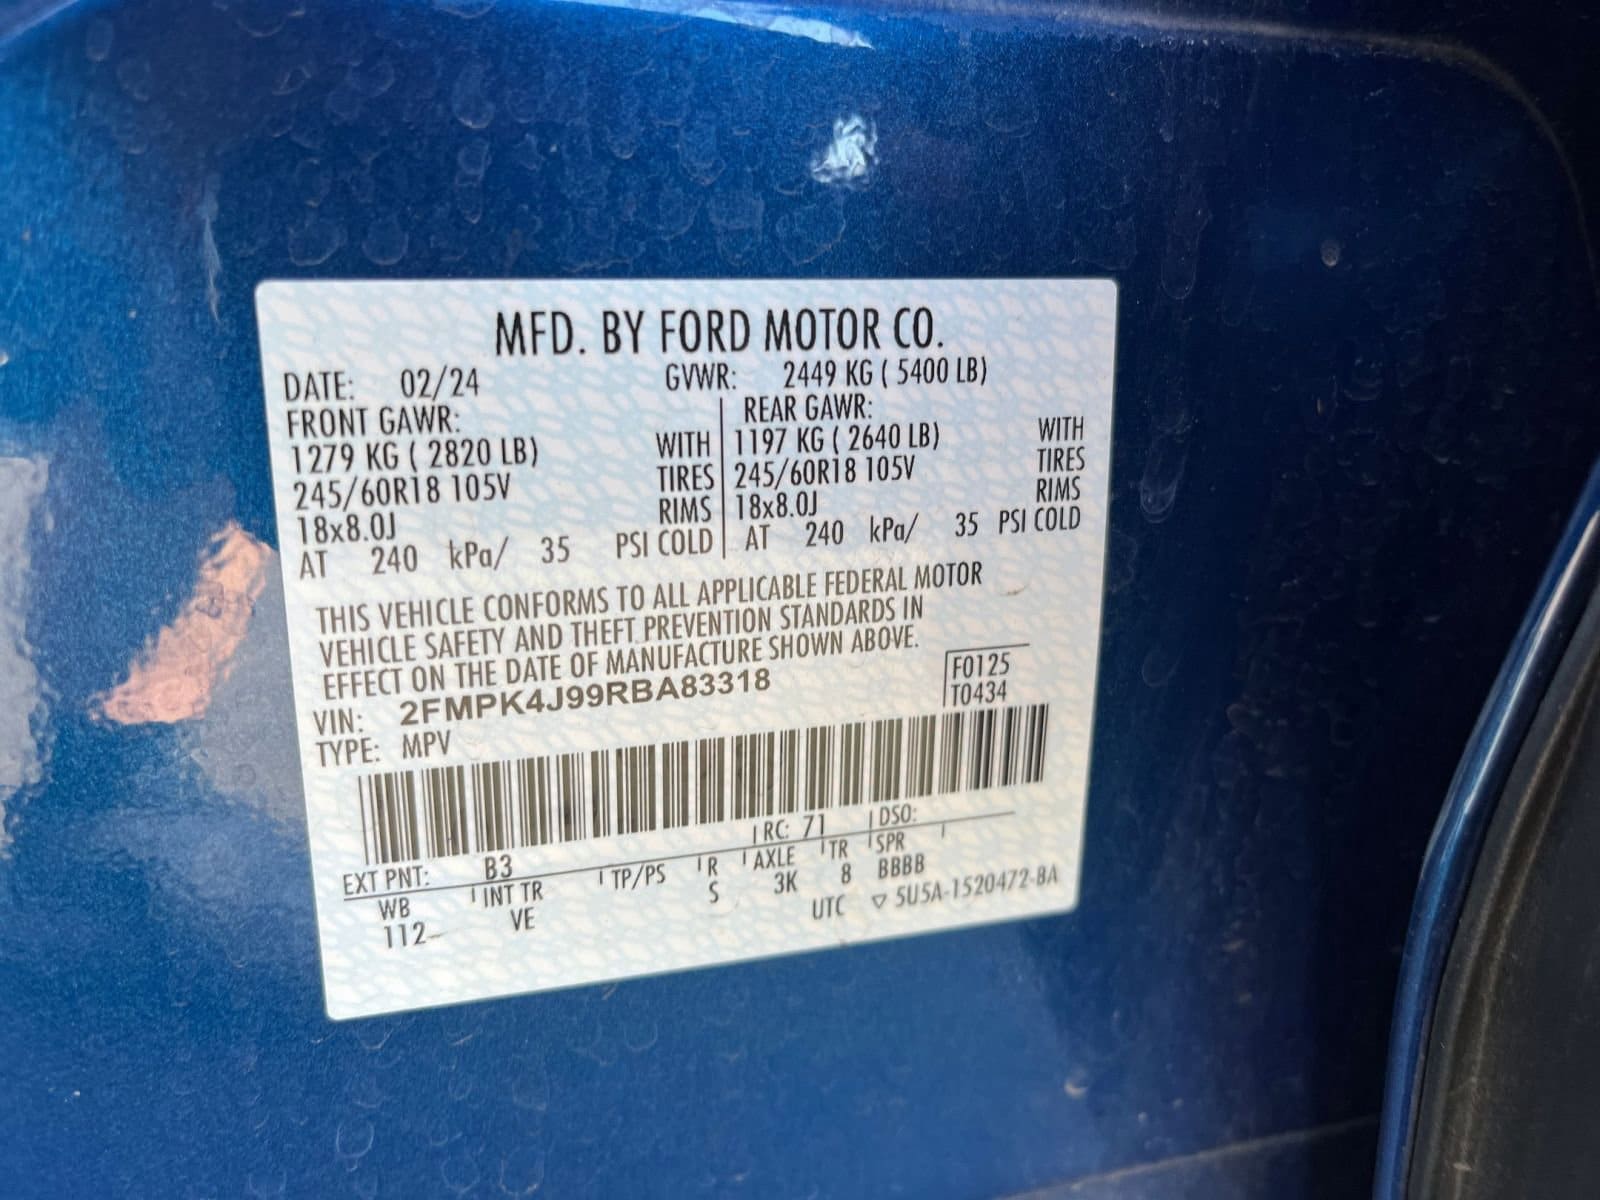 MFD. BY FORD MOTOR CO.
DATE: 02/24 GVWR: 2449 KG ( 5400 LB)
FRONT GAWR: REAR GAWR:
1279 KG ( 2820 LB) WITH 1197 KG ( 2640 LB) WITH
245/60R18 105V TIRES 245/60R18 105V TIRES
18x8.0J RIMS 18x8.0J RIMS
AT 240 kPa/ 35 PSI COLD AT 240 kPa/ 35 PSI COLD
THIS VEHICLE CONFORMS TO ALL APPLICABLE FEDERAL MOTOR
VEHICLE SAFETY AND THEFT PREVENTION STANDARDS IN
EFFECT ON THE DATE OF MANUFACTURE SHOWN ABOVE.
VIN: 2FMPK4J99RBA83318 F0125
TYPE: MPV T0434
EXT PNT: B3 RC: 71 DSO:
WB INT TR TP/PS R AXLE TR SPR
112- VE S 3K 8 BBBB
UTC ▽ 5U5A-1520472-BA